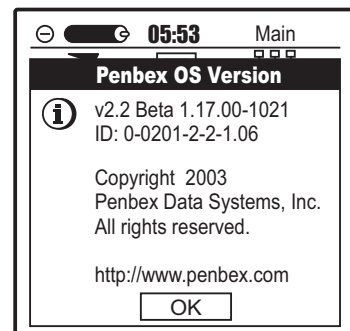 05:53 Main
Penbex OS Version
v2.2 Beta 1.17.00-1021
ID: 0-0201-2-2-1.06
Copyright 2003
Penbex Data Systems, Inc.
All rights reserved.
http://www.penbex.com
OK